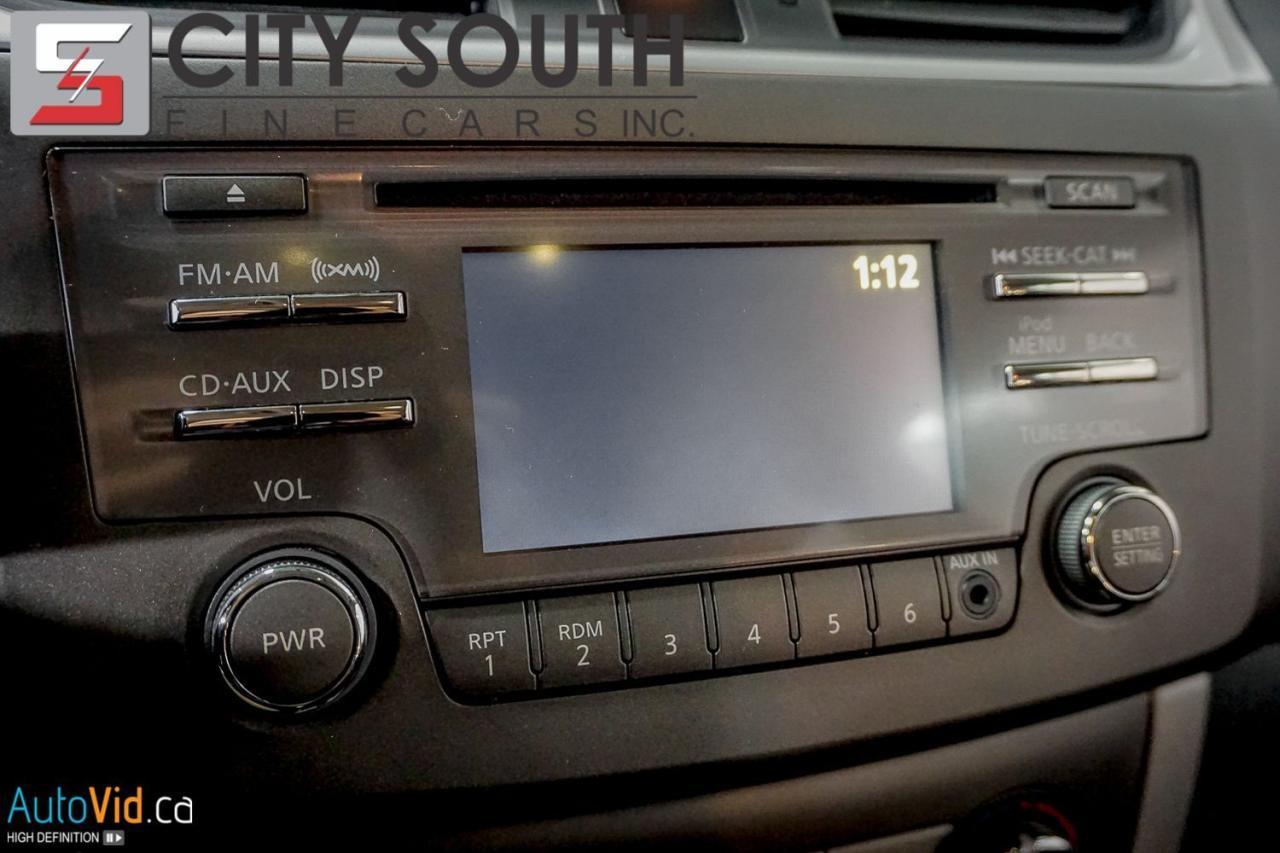 CITY SOUTH
FINE CARS INC.
SCAN
FM·AM XM
SEEK·CAT
1:12
iPod
MENU BACK
CD·AUX DISP
TUNE·SCROLL
VOL
ENTER
SETTING
AUX IN
PWR
RPT
1
RDM
2
3
4
5
6
AutoVid.ca
HIGH DEFINITION